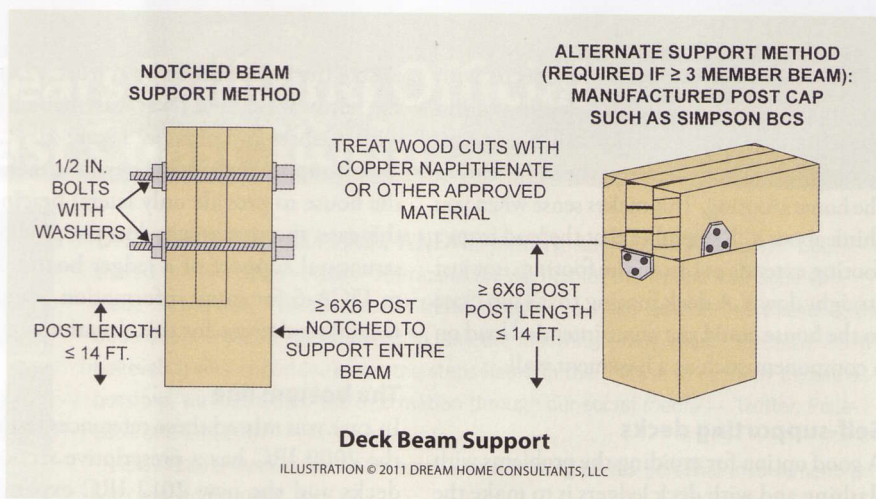 NOTCHED BEAM
SUPPORT METHOD
1/2 IN
BOLTS
WITH
WASHERS
POST LENGTH
≤ 14 FT.
≥ 6X6 POST
NOTCHED TO
SUPPORT ENTIRE
BEAM
TREAT WOOD CUTS WITH
COPPER NAPHTHENATE
OR OTHER APPROVED
MATERIAL
ALTERNATE SUPPORT METHOD
(REQUIRED IF ≥ 3 MEMBER BEAM):
MANUFACTURED POST CAP
SUCH AS SIMPSON BCS
≥ 6X6 POST
POST LENGTH
≤ 14 FT.
Deck Beam Support
ILLUSTRATION © 2011 DREAM HOME CONSULTANTS, LLC